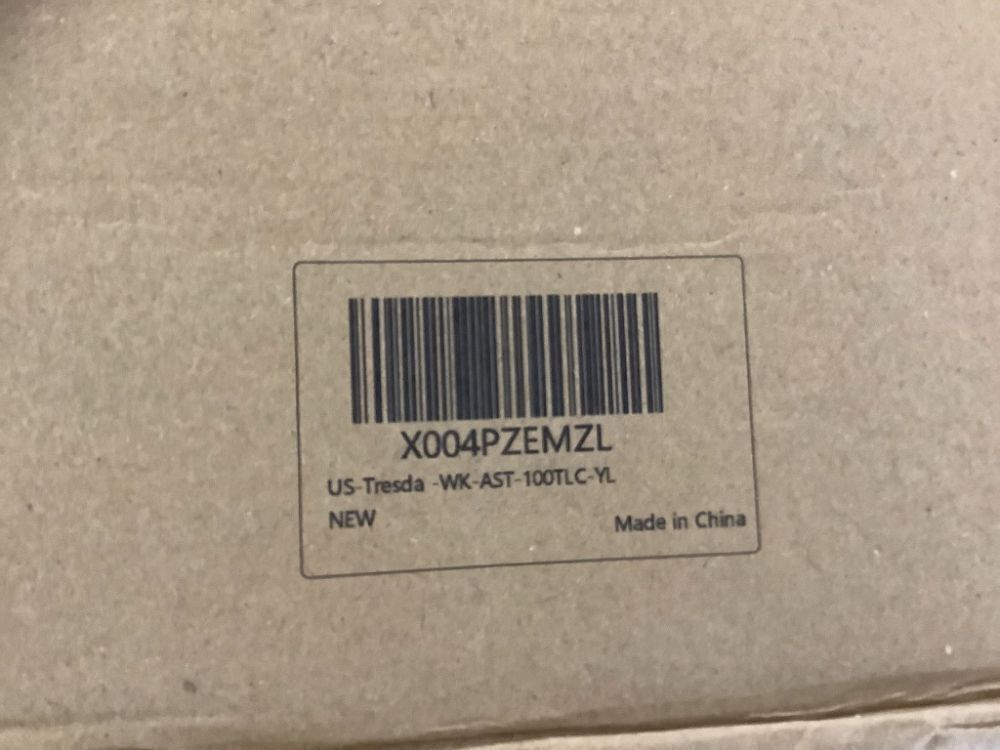 X004PZEMZL
US-Tresda -WK-AST-100TLC-YL
NEW
Made in China